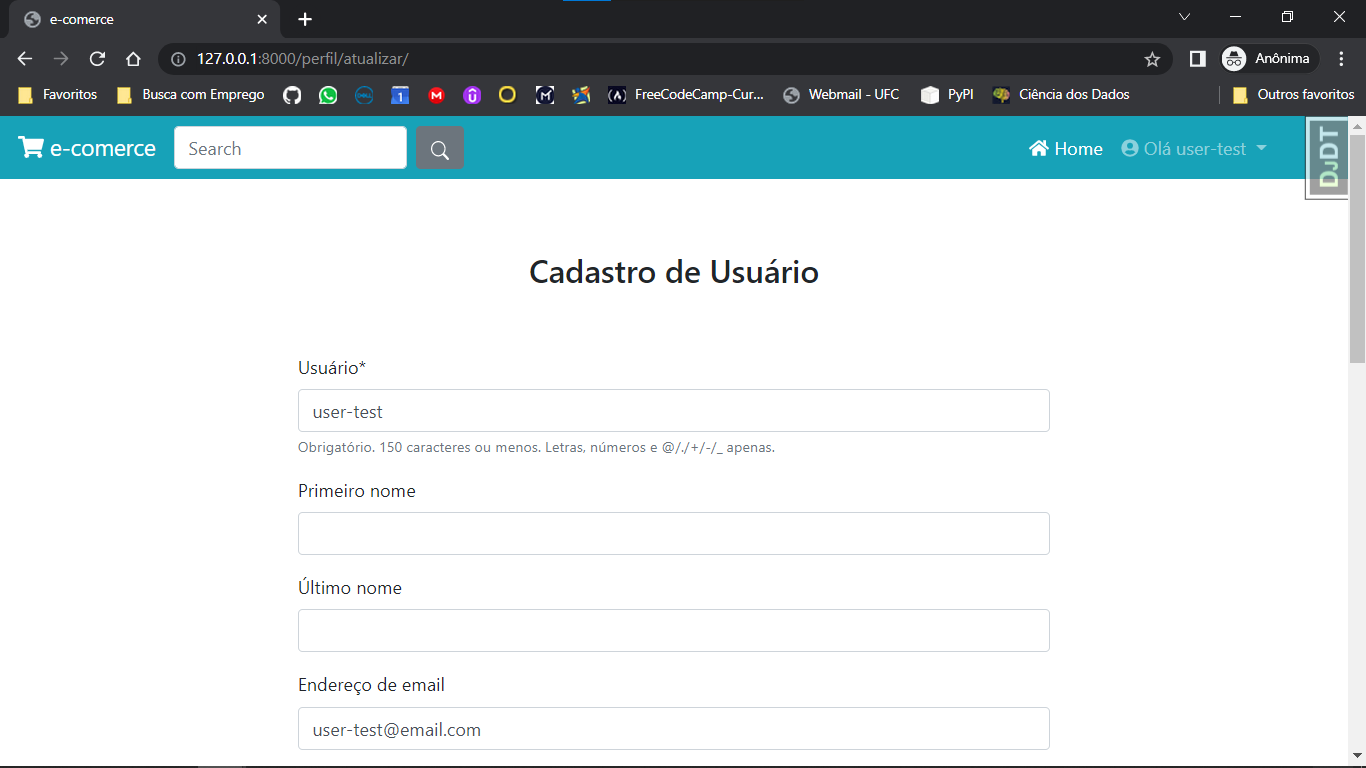 e-comerce
127.0.0.1:8000/perfil/atualizar/
Anônima
Favoritos
Busca com Emprego
1
M
FreeCodeCamp-Cur...
Webmail - UFC
PyPI
Ciência dos Dados
Outros favoritos
e-comerce
Search
Home
Olá user-test
DJDT
Cadastro de Usuário
Usuário*
user-test
Obrigatório. 150 caracteres ou menos. Letras, números e @/./+/-/_ apenas.
Primeiro nome
Último nome
Endereço de email
user-test@email.com